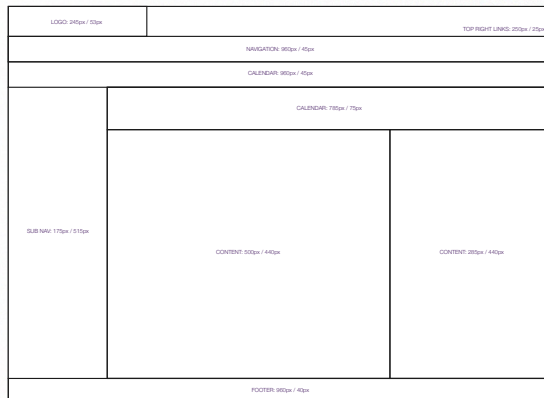 LOGO: 245px / 53px
TOP RIGHT LINKS: 250px / 25px
NAVIGATION: 960px / 45px
CALENDAR: 960px / 45px
CALENDAR: 785px / 75px
SUB NAV: 175px / 515px
CONTENT: 500px / 440px
CONTENT: 285px / 440px
FOOTER: 960px / 40px